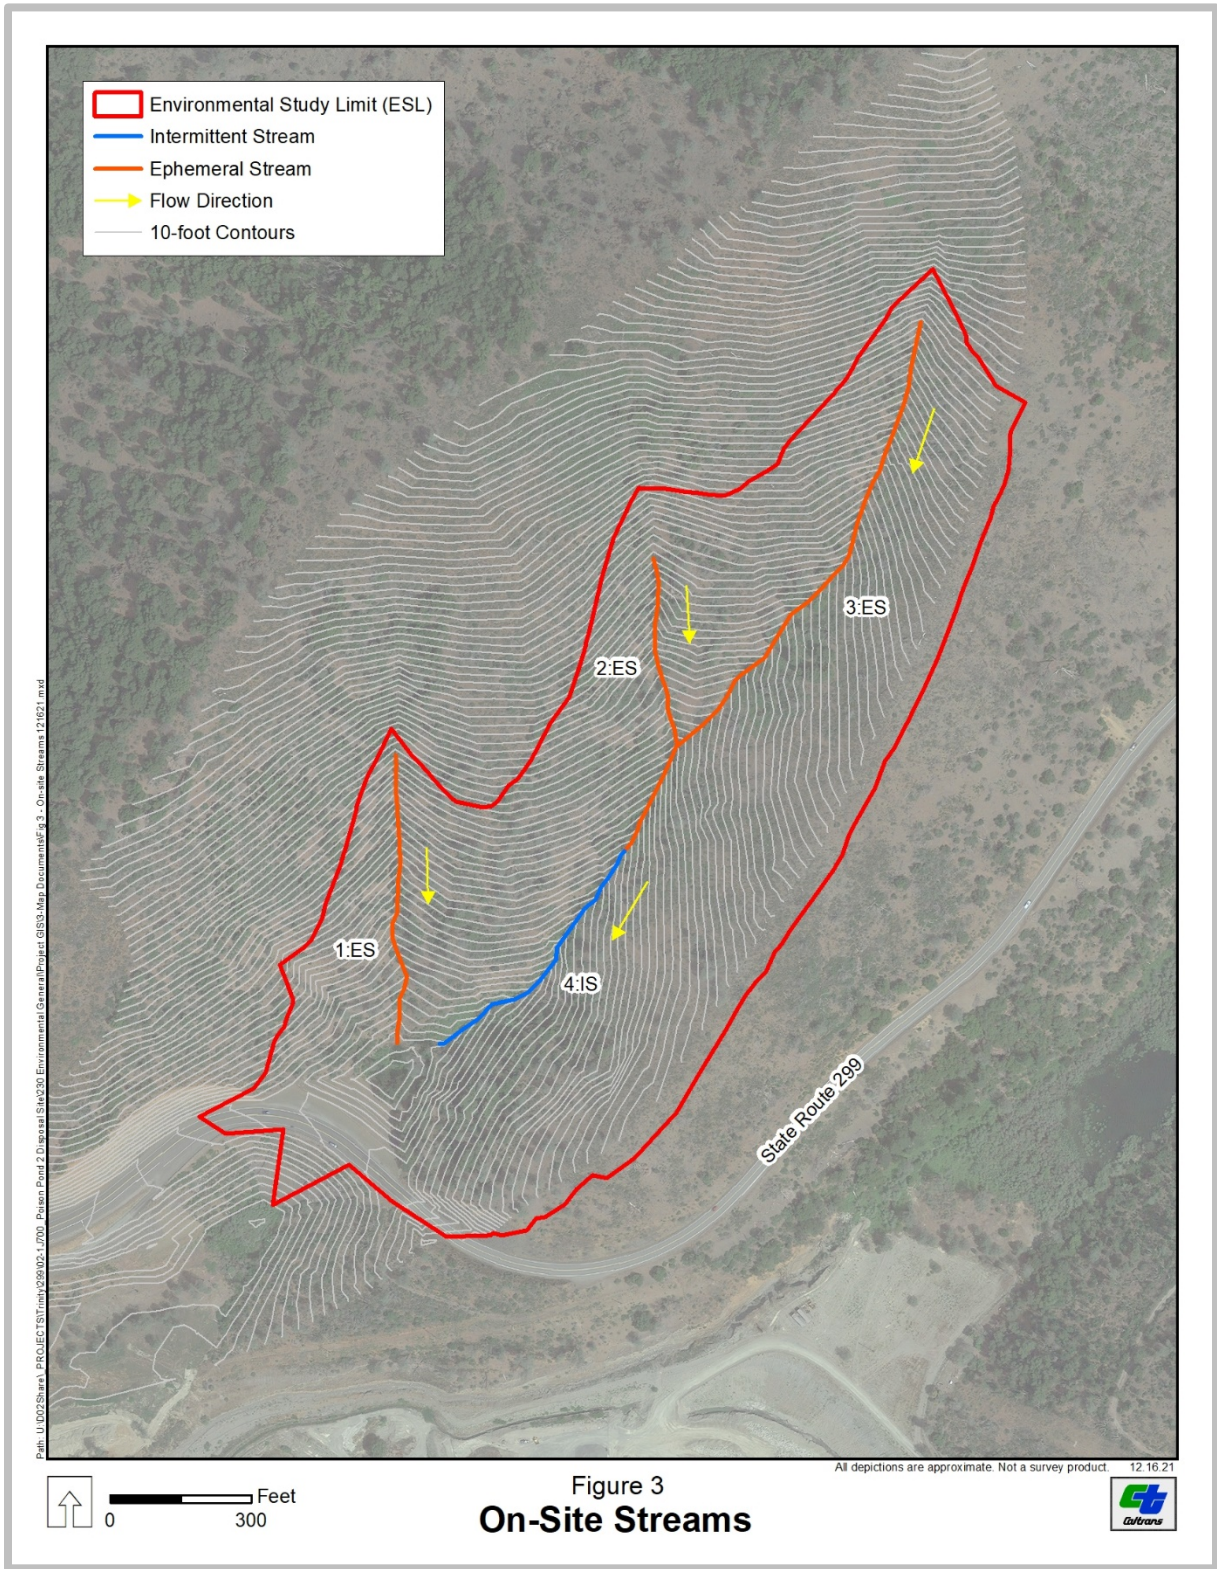 Environmental Study Limit (ESL)
Intermittent Stream
Ephemeral Stream
Flow Direction
10-foot Contours
3:ES
2:ES
1:ES
4:IS
State Route 299
Path: U:\D02Share\_PROJECTS\Trinity\299\02-1J700_Poison Pond 2 Disposal Site\230 Environmental General\Project GIS\3-Map Documents\Fig 3 - On-site Streams 121621.mxd
All depictions are approximate. Not a survey product. 12.16.21
Feet
0 300
Figure 3
On-Site Streams
Ct
Caltrans